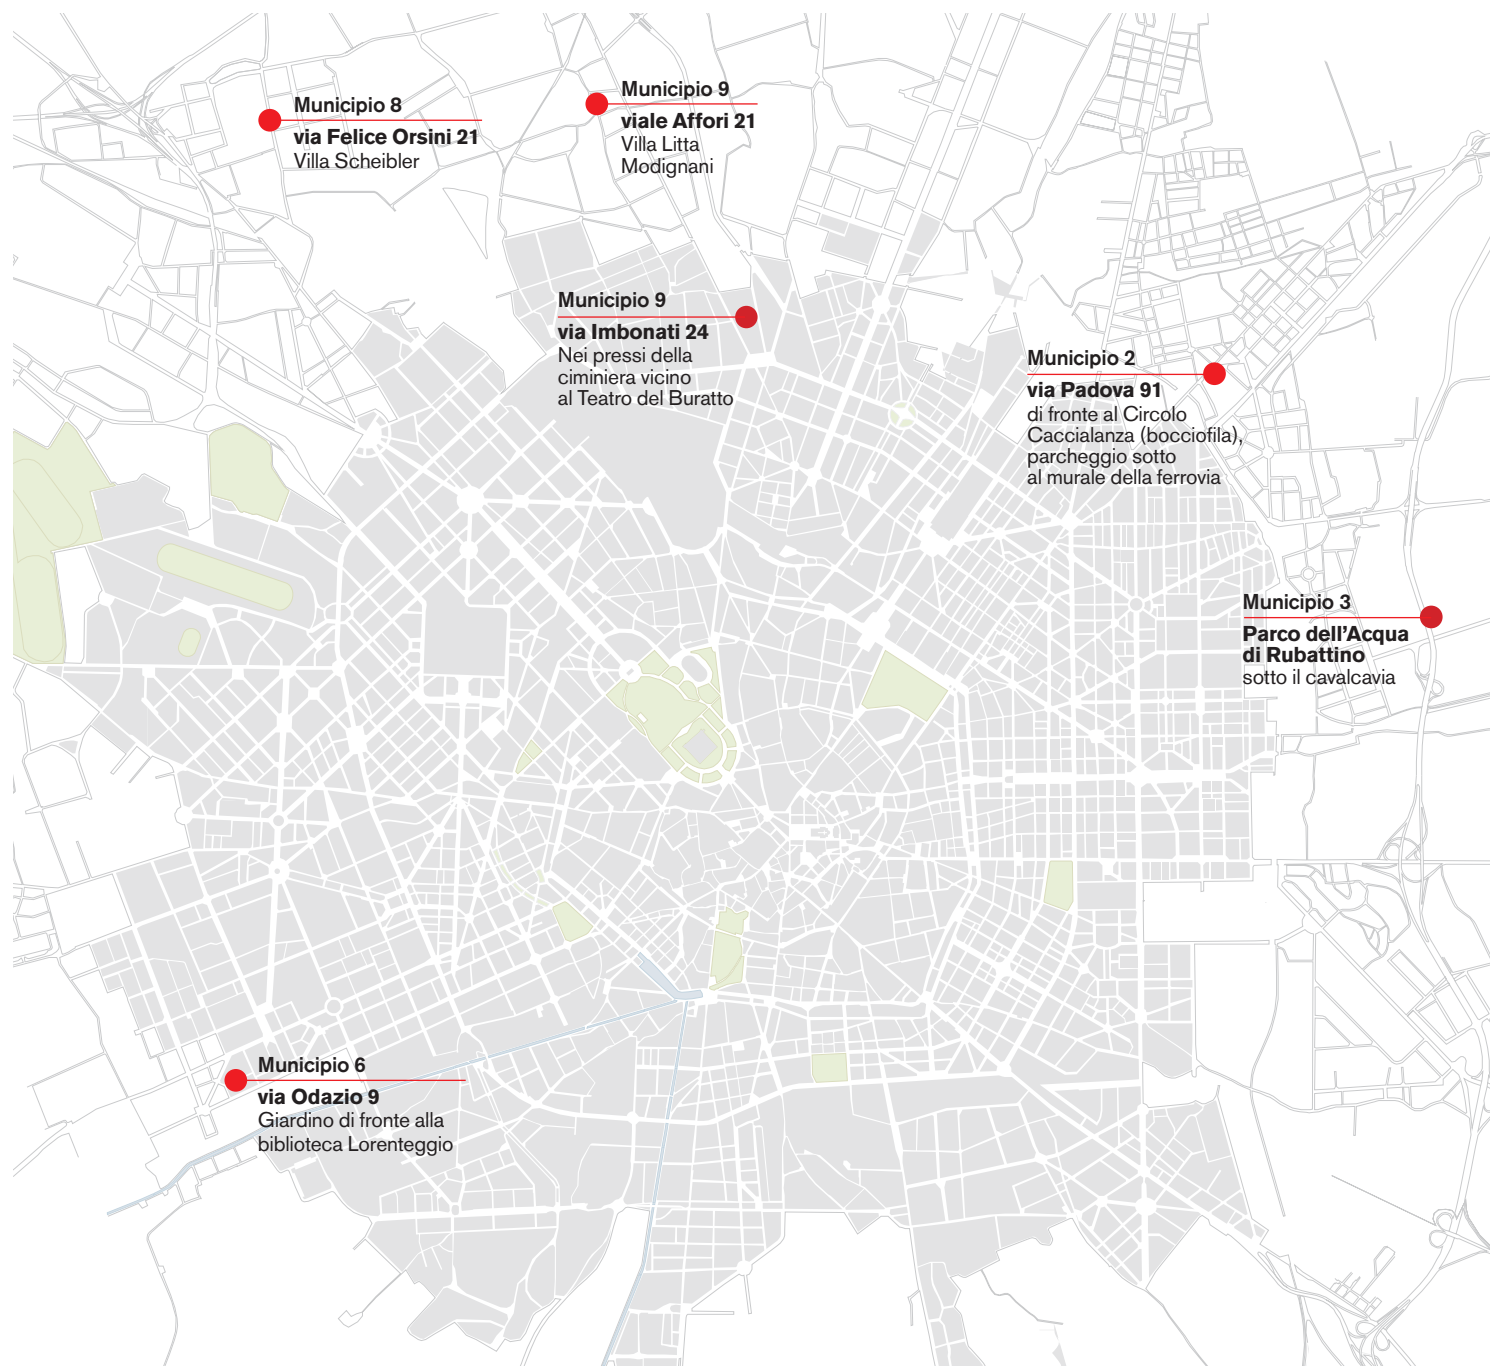 Municipio 8
via Felice Orsini 21
Villa Scheibler
Municipio 9
viale Affori 21
Villa Litta
Modignani
Municipio 9
via Imbonati 24
Nei pressi della
ciminiera vicino
al Teatro del Buratto
Municipio 2
via Padova 91
di fronte al Circolo
Caccialanza (bocciofila),
parcheggio sotto
al murale della ferrovia
Municipio 3
Parco dell’Acqua
di Rubattino
sotto il cavalcavia
Municipio 6
via Odazio 9
Giardino di fronte alla
biblioteca Lorenteggio